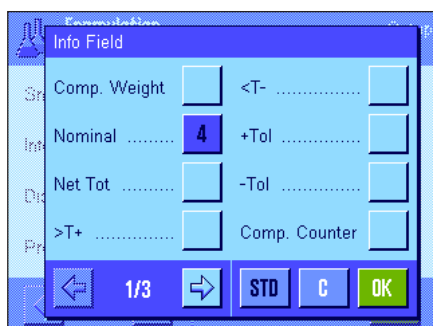 Formulation
Info Field
Comp. Weight
<T- ...............
Nominal .........
4
+Tol ..............
Net Tot ..........
-Tol ..............
>T+ ...............
Comp. Counter
1/3
STD
C
OK